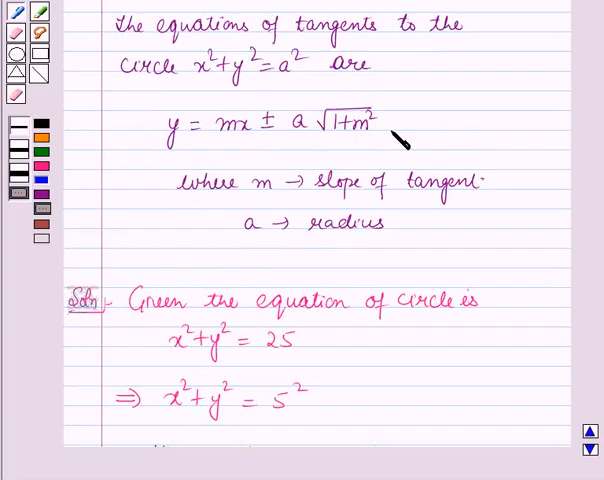 The equations of tangents to the
circle x²+y²=a² are
y = mx ± a √1+m²
where m → slope of tangent.
a → radius
Soln:- Given the equation of circle is
x²+y² = 25
⇒ x²+y² = 5²